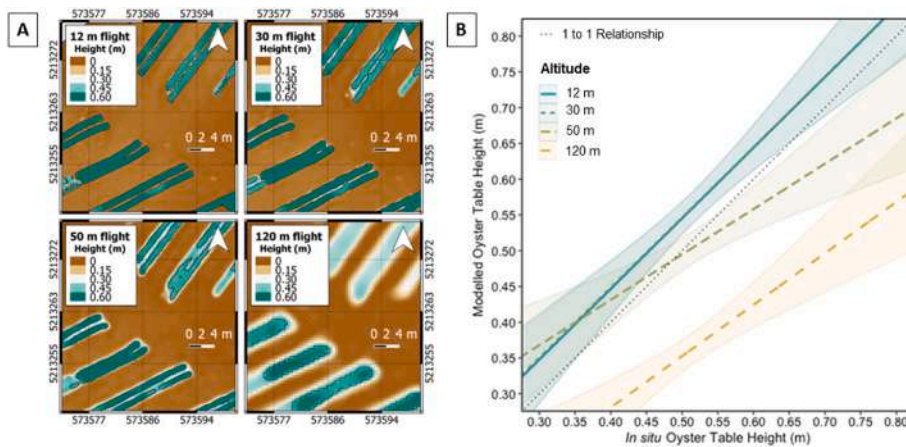 A
573577 573586 573594 573577 573586 573594
12 m flight
Height (m)
0
0.15
0.30
0.45
0.60
0 2 4 m
30 m flight
Height (m)
0
0.15
0.30
0.45
0.60
0 2 4 m
5213272
5213263
5213255
5213272
5213263
5213255
50 m flight
Height (m)
0
0.15
0.30
0.45
0.60
0 2 4 m
120 m flight
Height (m)
0
0.15
0.30
0.45
0.60
0 2 4 m
5213272
5213263
5213255
5213272
5213263
5213255
573577 573586 573594 573577 573586 573594
B
1 to 1 Relationship
Altitude
12 m
30 m
50 m
120 m
Modelled Oyster Table Height (m)
0.80
0.75
0.70
0.65
0.60
0.55
0.50
0.45
0.40
0.35
0.30
0.30 0.35 0.40 0.45 0.50 0.55 0.60 0.65 0.70 0.75 0.80
In situ Oyster Table Height (m)